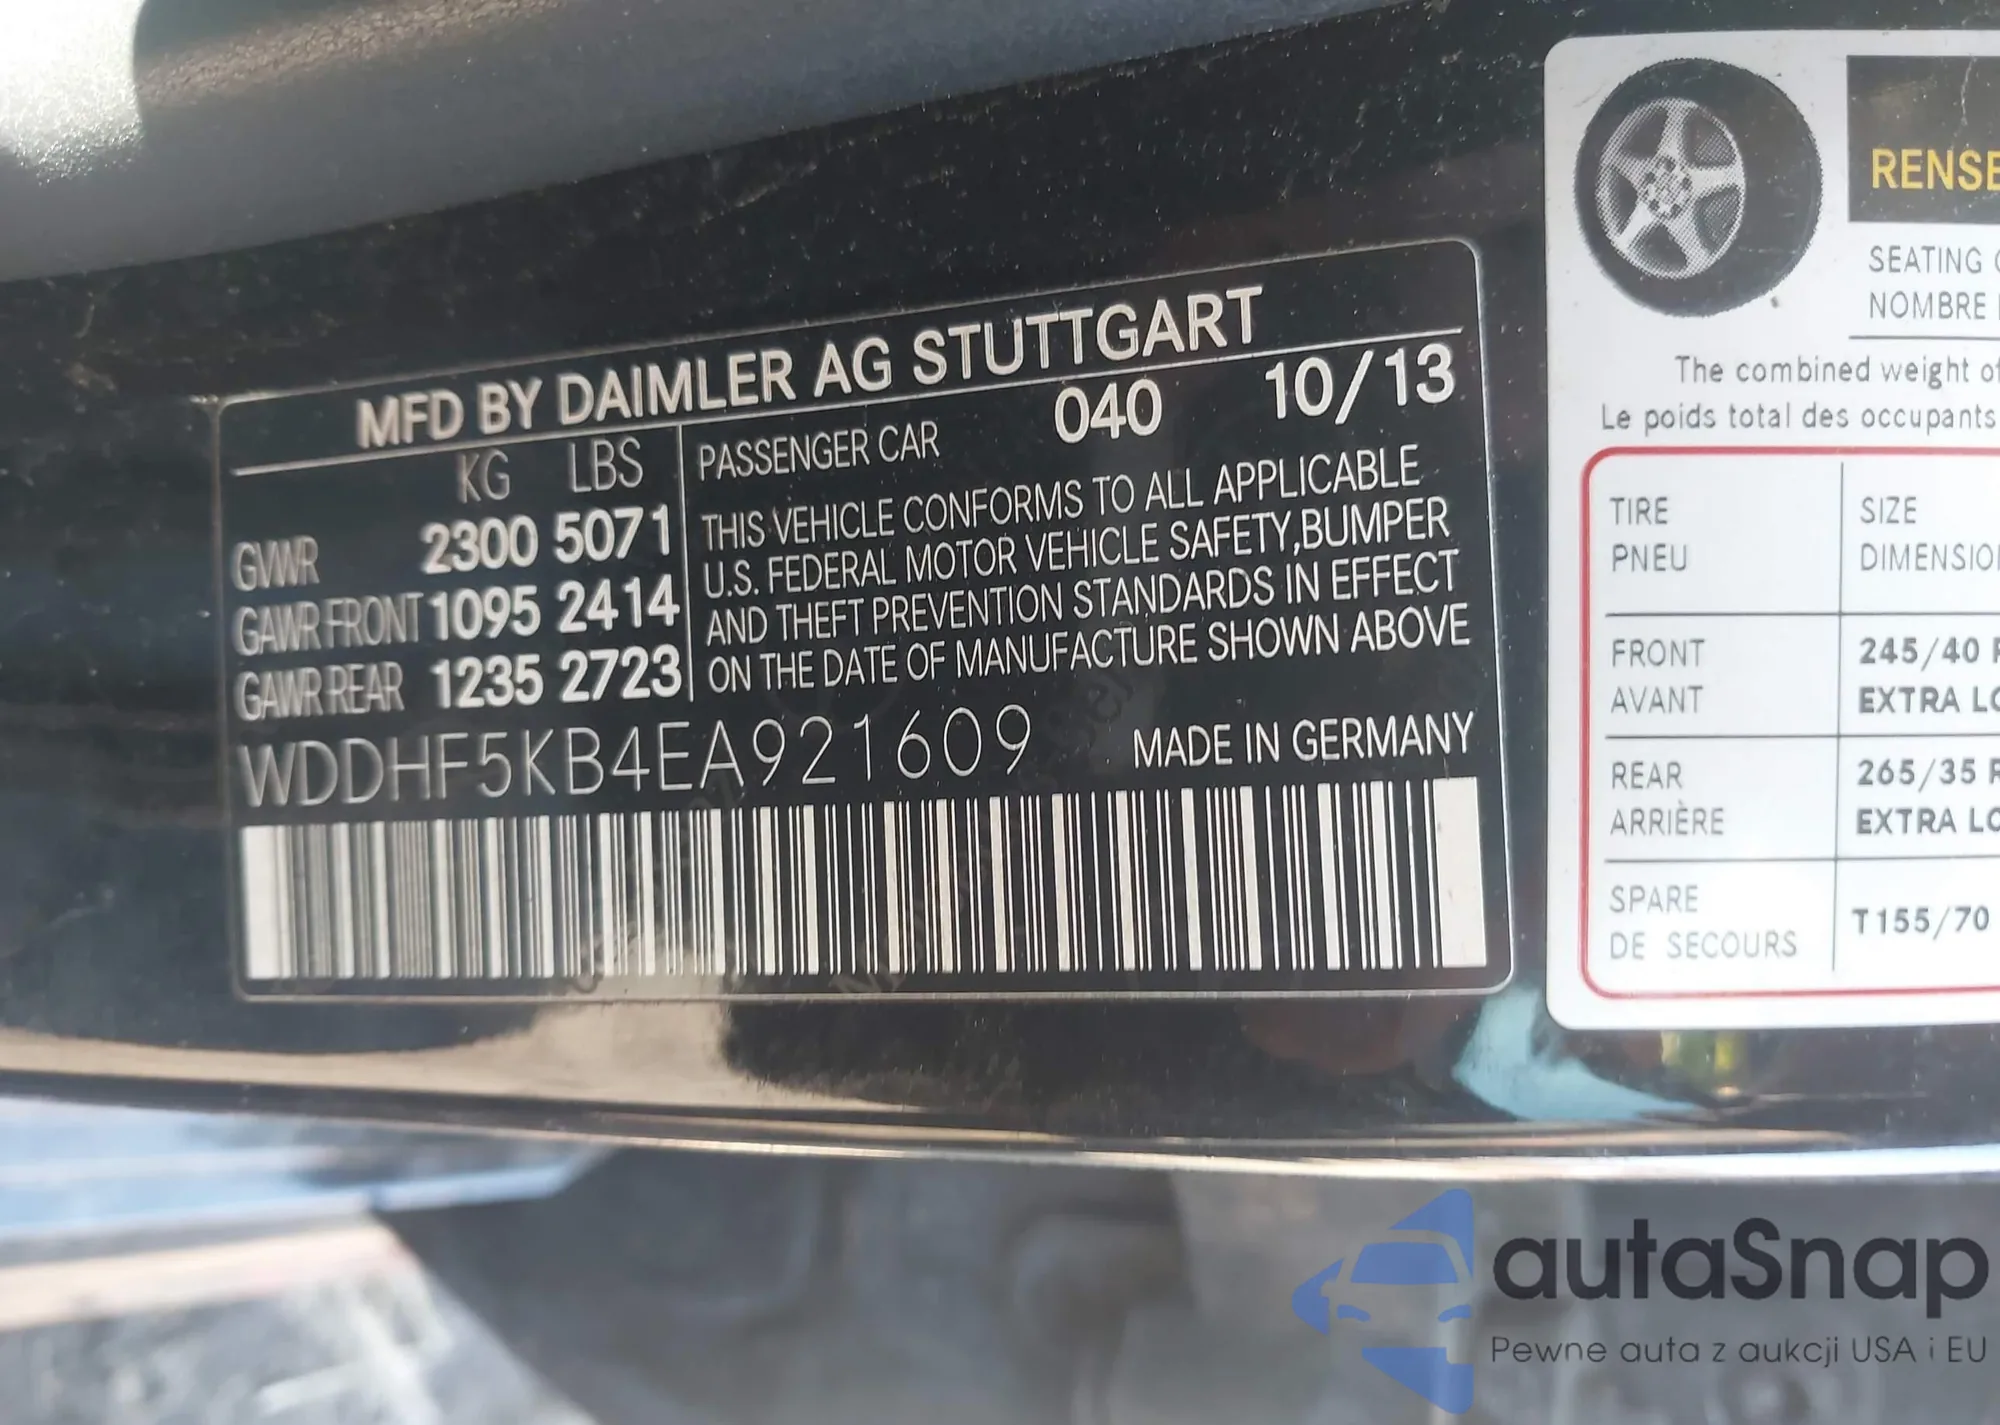 MFD BY DAIMLER AG STUTTGART
KG LBS
GVWR 2300 5071
GAWR FRONT 1095 2414
GAWR REAR 1235 2723
PASSENGER CAR 040 10/13
THIS VEHICLE CONFORMS TO ALL APPLICABLE
U.S. FEDERAL MOTOR VEHICLE SAFETY,BUMPER
AND THEFT PREVENTION STANDARDS IN EFFECT
ON THE DATE OF MANUFACTURE SHOWN ABOVE
WDDHF5KB4EA921609 MADE IN GERMANY
RENSE
SEATING
NOMBRE
The combined weight of
Le poids total des occupants
TIRE SIZE
PNEU DIMENSIO
FRONT 245/40 R
AVANT EXTRA LO
REAR 265/35 R
ARRIÈRE EXTRA LO
SPARE T155/70
DE SECOURS
autaSnap
Pewne auta z aukcji USA i EU